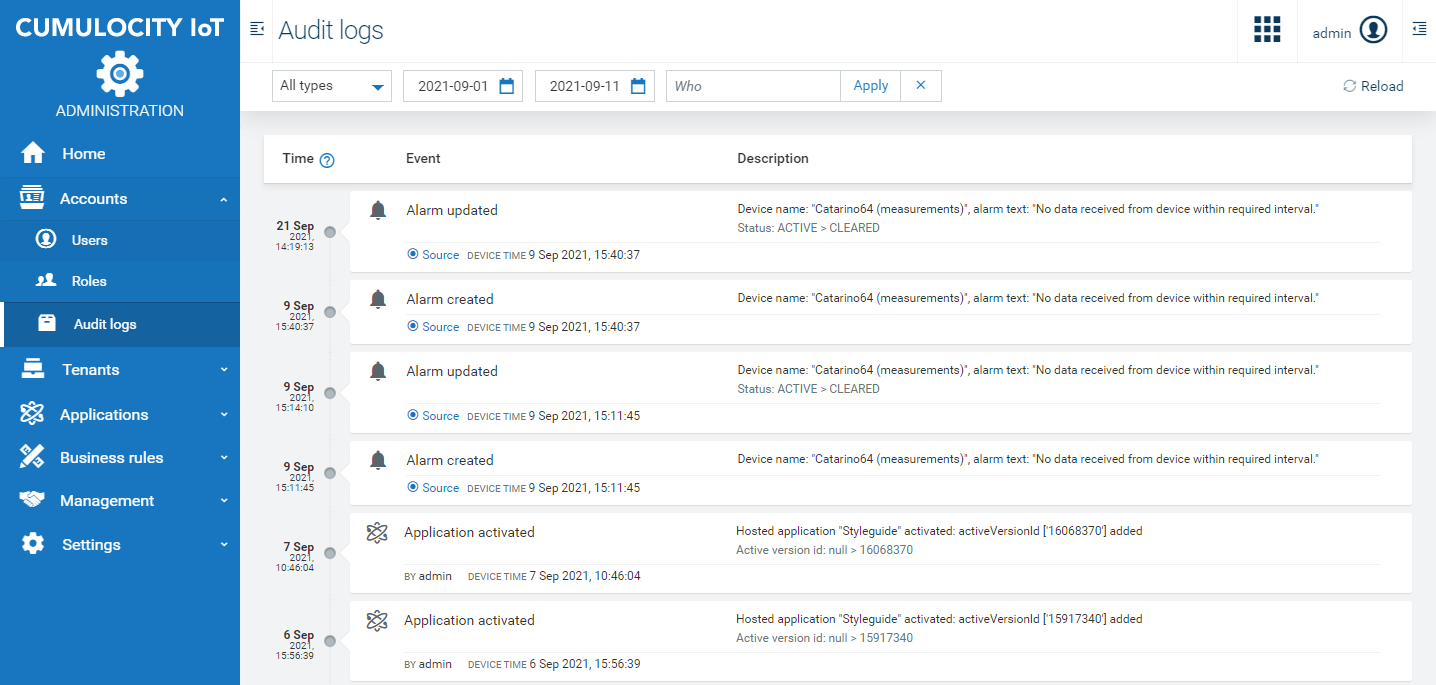 CUMULOCITY IoT
ADMINISTRATION
Home
Accounts
Users
Roles
Audit logs
Tenants
Applications
Business rules
Management
Settings
Audit logs
admin
All types
2021-09-01
2021-09-11
Who
Apply
Reload
Time
Event
Description
21 Sep
2021,
14:19:13
Alarm updated
Device name: "Catarino64 (measurements)", alarm text: "No data received from device within required interval."
Status: ACTIVE > CLEARED
Source DEVICE TIME 9 Sep 2021, 15:40:37
9 Sep
2021,
15:40:37
Alarm created
Device name: "Catarino64 (measurements)", alarm text: "No data received from device within required interval."
Source DEVICE TIME 9 Sep 2021, 15:40:37
9 Sep
2021,
15:14:10
Alarm updated
Device name: "Catarino64 (measurements)", alarm text: "No data received from device within required interval."
Status: ACTIVE > CLEARED
Source DEVICE TIME 9 Sep 2021, 15:11:45
9 Sep
2021,
15:11:45
Alarm created
Device name: "Catarino64 (measurements)", alarm text: "No data received from device within required interval."
Source DEVICE TIME 9 Sep 2021, 15:11:45
7 Sep
2021,
10:46:04
Application activated
Hosted application "Styleguide" activated: activeVersionId ['16068370'] added
Active version id: null > 16068370
BY admin DEVICE TIME 7 Sep 2021, 10:46:04
6 Sep
2021,
15:56:39
Application activated
Hosted application "Styleguide" activated: activeVersionId ['15917340'] added
Active version id: null > 15917340
BY admin DEVICE TIME 6 Sep 2021, 15:56:39